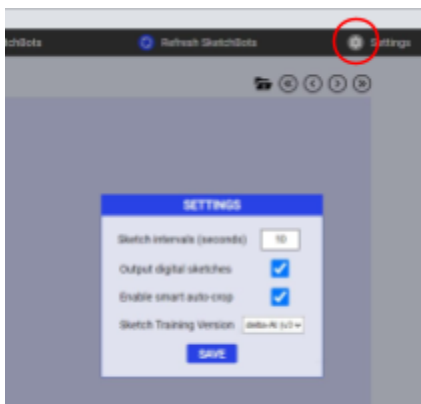 Refresh SketchBots
Settings
SETTINGS
Sketch intervals (seconds) 10
Output digital sketches
Enable smart auto-crop
Sketch Training Version
SAVE